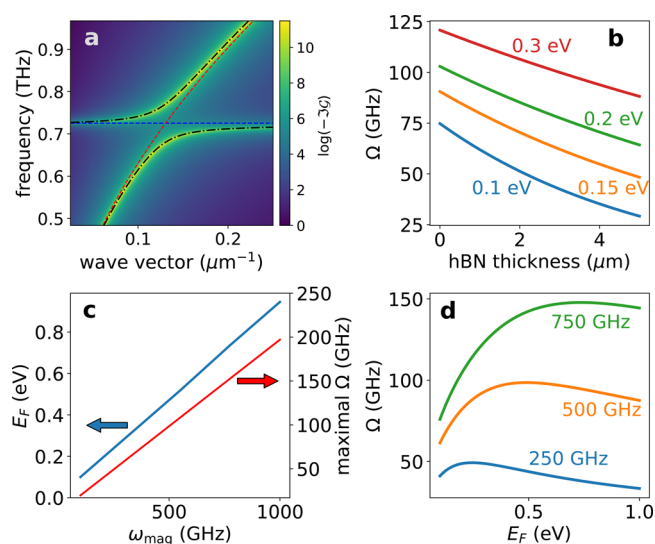 a
0.9
0.8
0.7
0.6
0.5
frequency (THz)
0.1
0.2
wave vector (μm⁻¹)
10
8
6
4
2
0
log(−ℑ𝒢)
b
125
100
75
50
25
Ω (GHz)
0.3 eV
0.2 eV
0.15 eV
0.1 eV
0
2
4
hBN thickness (μm)
c
0.8
0.6
0.4
0.2
0.0
E_F (eV)
250
200
150
100
50
maximal Ω (GHz)
500
1000
ω_mag (GHz)
d
150
100
50
Ω (GHz)
750 GHz
500 GHz
250 GHz
0.5
1.0
E_F (eV)